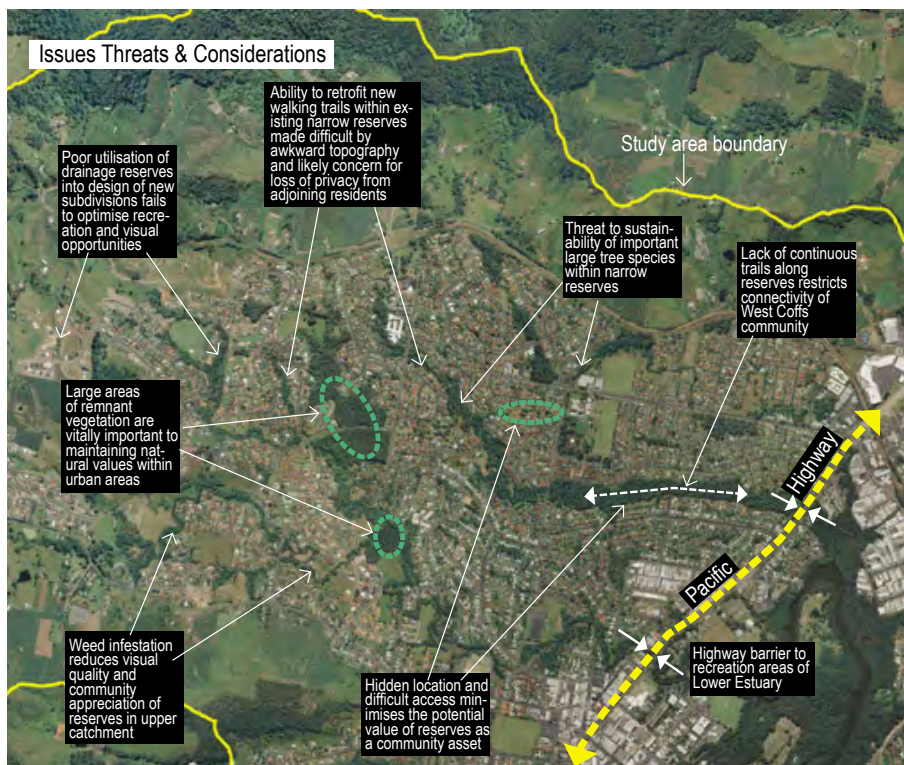 Issues Threats & Considerations
Ability to retrofit new
walking trails within ex-
isting narrow reserves
made difficult by
awkward topography
and likely concern for
loss of privacy from
adjoining residents
Study area boundary
Poor utilisation of
drainage reserves
into design of new
subdivisions fails
to optimise recre-
ation and visual
opportunities
Threat to sustain-
ability of important
large tree species
within narrow
reserves
Lack of continuous
trails along
reserves restricts
connectivity of
West Coffs
community
Large areas
of remnant
vegetation are
vitally important to
maintaining nat-
ural values within
urban areas
Highway
Pacific
Weed infestation
reduces visual
quality and
community
appreciation of
reserves in upper
catchment
Hidden location and
difficult access min-
imises the potential
value of reserves as
a community asset
Highway barrier to
recreation areas of
Lower Estuary